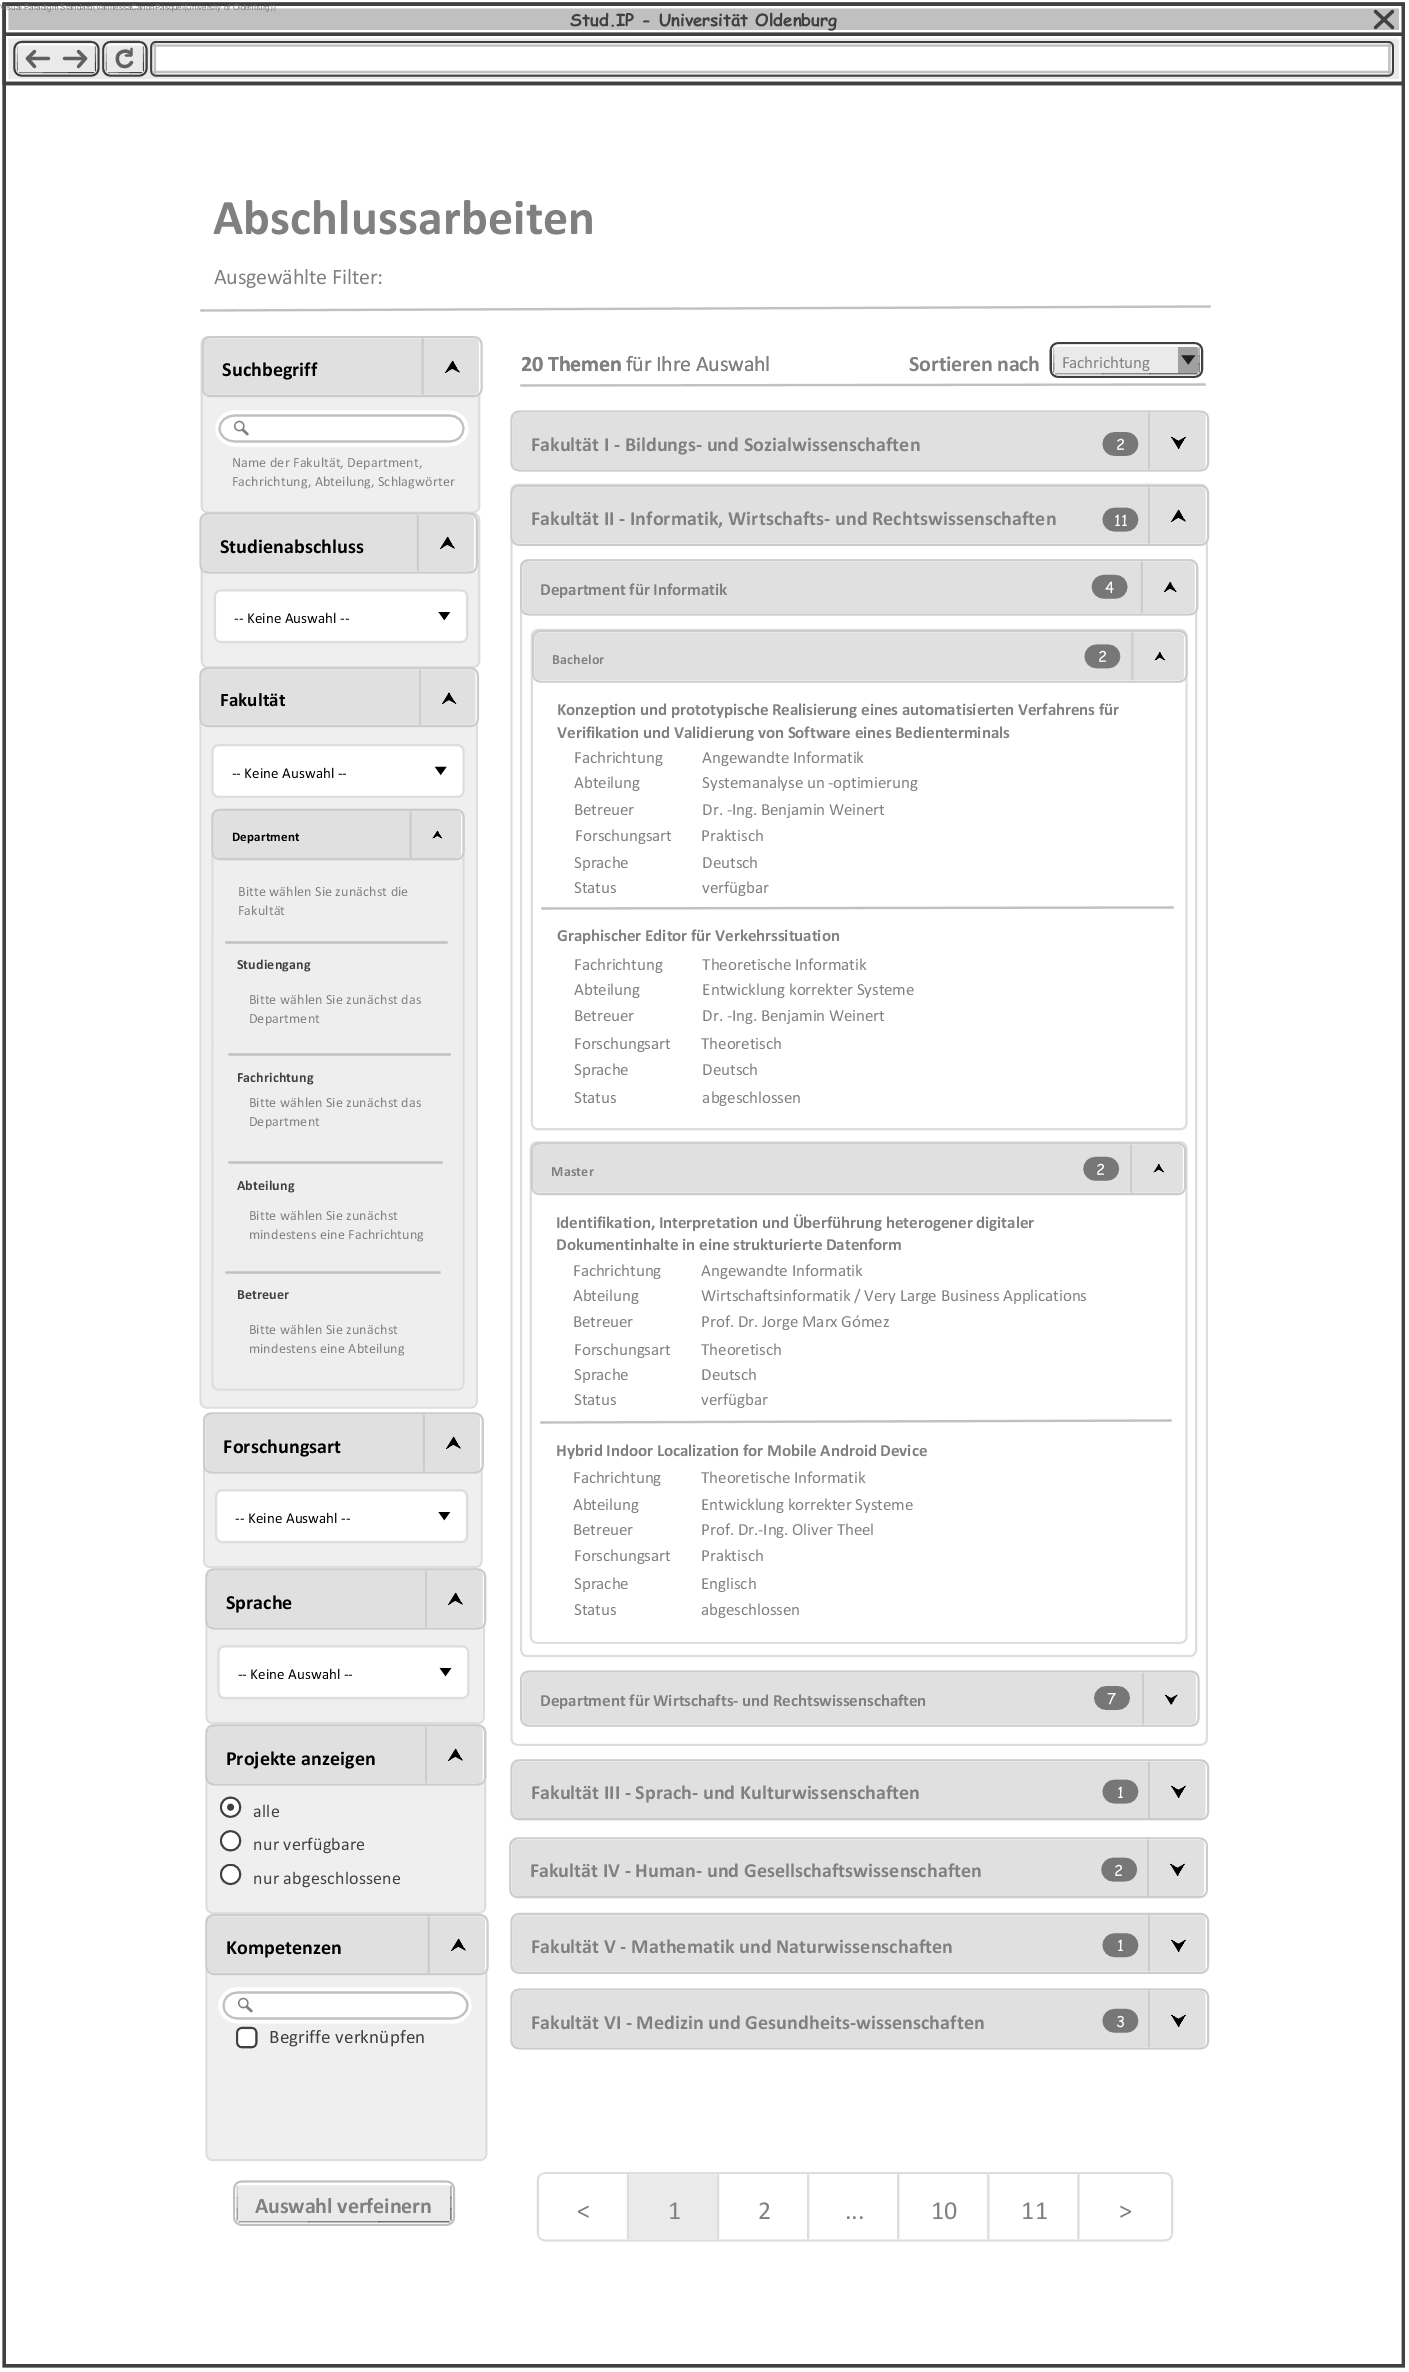 Stud.IP - Universität Oldenburg
Abschlussarbeiten
Ausgewählte Filter:
Suchbegriff
Name der Fakultät, Department,
Fachrichtung, Abteilung, Schlagwörter
Studienabschluss
-- Keine Auswahl --
Fakultät
-- Keine Auswahl --
Department
Bitte wählen Sie zunächst die
Fakultät
Studiengang
Bitte wählen Sie zunächst das
Department
Fachrichtung
Bitte wählen Sie zunächst das
Department
Abteilung
Bitte wählen Sie zunächst
mindestens eine Fachrichtung
Betreuer
Bitte wählen Sie zunächst
mindestens eine Abteilung
Forschungsart
-- Keine Auswahl --
Sprache
-- Keine Auswahl --
Projekte anzeigen
alle
nur verfügbare
nur abgeschlossene
Kompetenzen
Begriffe verknüpfen
Auswahl verfeinern
20 Themen für Ihre Auswahl
Sortieren nach Fachrichtung
Fakultät I - Bildungs- und Sozialwissenschaften 2
Fakultät II - Informatik, Wirtschafts- und Rechtswissenschaften 11
Department für Informatik 4
Bachelor 2
Konzeption und prototypische Realisierung eines automatisierten Verfahrens für
Verifikation und Validierung von Software eines Bedienterminals
Fachrichtung Angewandte Informatik
Abteilung Systemanalyse un -optimierung
Betreuer Dr. -Ing. Benjamin Weinert
Forschungsart Praktisch
Sprache Deutsch
Status verfügbar
Graphischer Editor für Verkehrssituation
Fachrichtung Theoretische Informatik
Abteilung Entwicklung korrekter Systeme
Betreuer Dr. -Ing. Benjamin Weinert
Forschungsart Theoretisch
Sprache Deutsch
Status abgeschlossen
Master 2
Identifikation, Interpretation und Überführung heterogener digitaler
Dokumentinhalte in eine strukturierte Datenform
Fachrichtung Angewandte Informatik
Abteilung Wirtschaftsinformatik / Very Large Business Applications
Betreuer Prof. Dr. Jorge Marx Gómez
Forschungsart Theoretisch
Sprache Deutsch
Status verfügbar
Hybrid Indoor Localization for Mobile Android Device
Fachrichtung Theoretische Informatik
Abteilung Entwicklung korrekter Systeme
Betreuer Prof. Dr.-Ing. Oliver Theel
Forschungsart Praktisch
Sprache Englisch
Status abgeschlossen
Department für Wirtschafts- und Rechtswissenschaften 7
Fakultät III - Sprach- und Kulturwissenschaften 1
Fakultät IV - Human- und Gesellschaftswissenschaften 2
Fakultät V - Mathematik und Naturwissenschaften 1
Fakultät VI - Medizin und Gesundheits-wissenschaften 3
< 1 2 ... 10 11 >